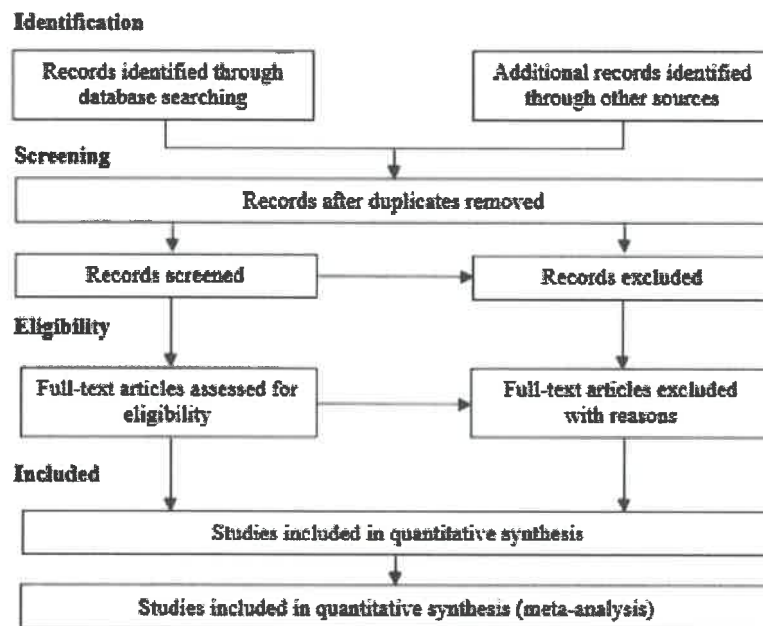 Identification
Records identified through
database searching
Additional records identified
through other sources
Screening
Records after duplicates removed
Records screened
Records excluded
Eligibility
Full-text articles assessed for
eligibility
Full-text articles excluded
with reasons
Included
Studies included in quantitative synthesis
Studies included in quantitative synthesis (meta-analysis)